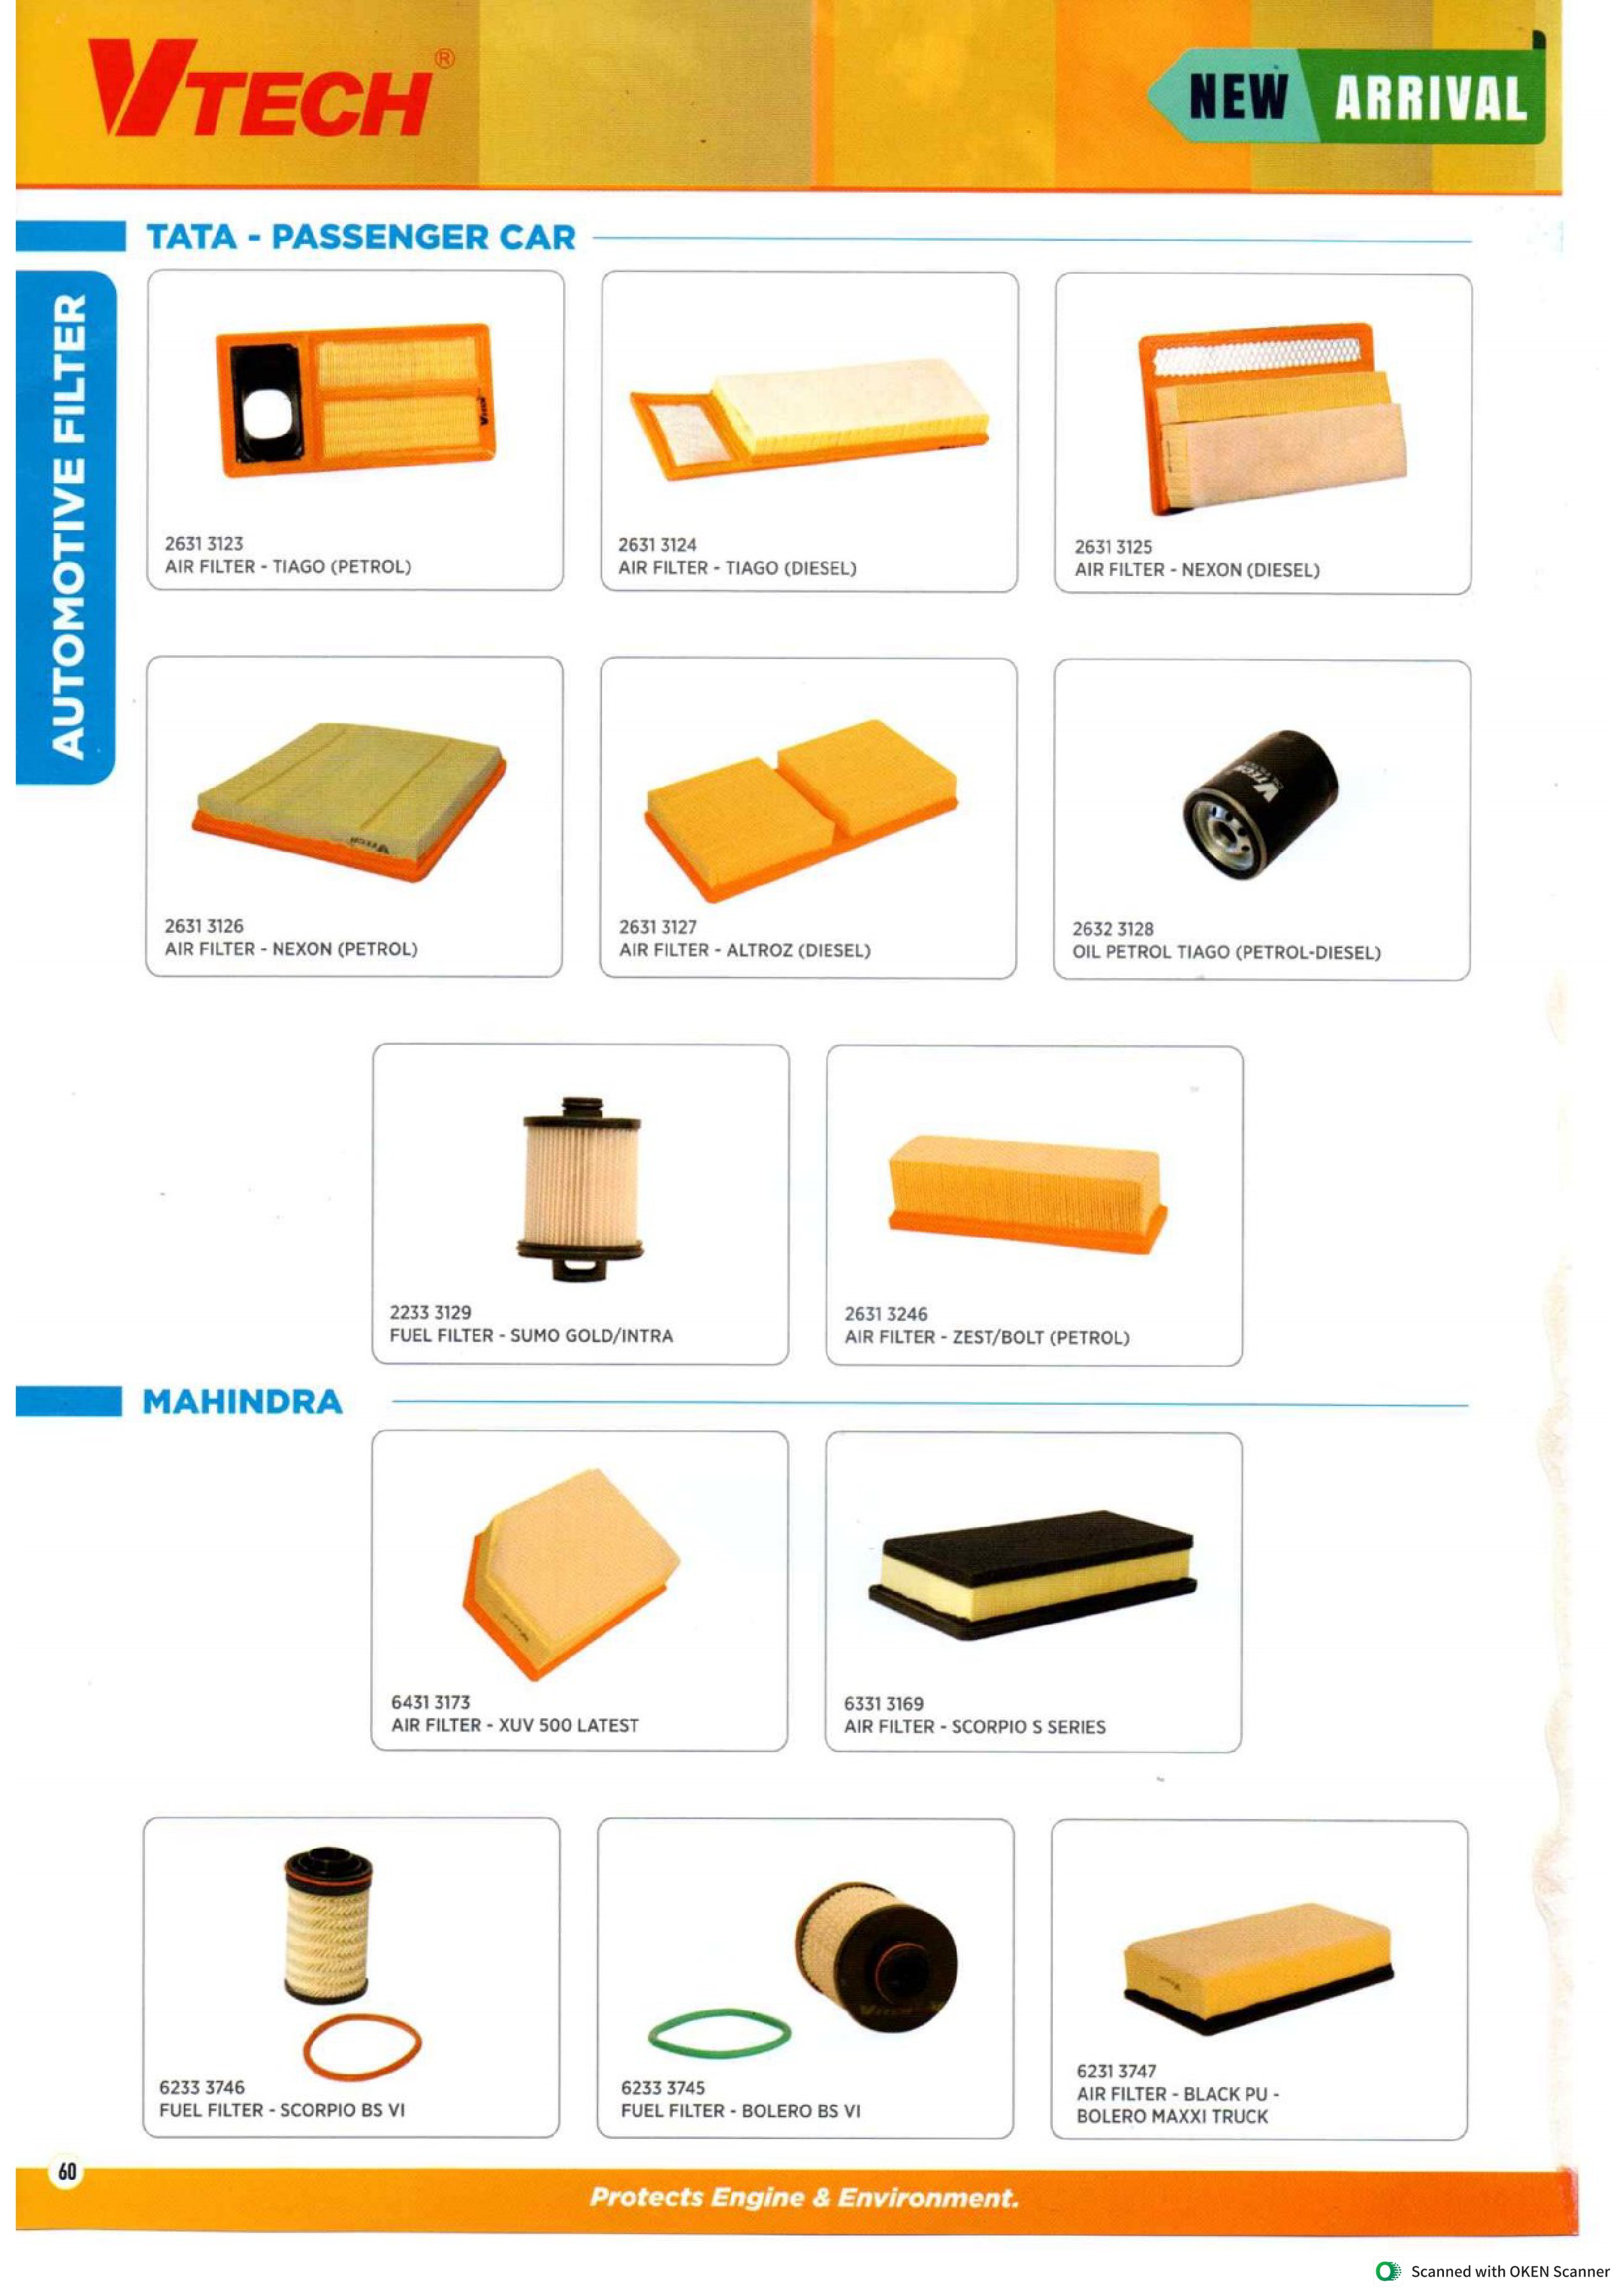 VTECH®
NEW ARRIVAL
TATA - PASSENGER CAR
AUTOMOTIVE FILTER
2631 3123
AIR FILTER - TIAGO (PETROL)
2631 3124
AIR FILTER - TIAGO (DIESEL)
2631 3125
AIR FILTER - NEXON (DIESEL)
2631 3126
AIR FILTER - NEXON (PETROL)
2631 3127
AIR FILTER - ALTROZ (DIESEL)
VTECH
2632 3128
OIL PETROL TIAGO (PETROL-DIESEL)
2233 3129
FUEL FILTER - SUMO GOLD/INTRA
2631 3246
AIR FILTER - ZEST/BOLT (PETROL)
MAHINDRA
6431 3173
AIR FILTER - XUV 500 LATEST
6331 3169
AIR FILTER - SCORPIO S SERIES
6233 3746
FUEL FILTER - SCORPIO BS VI
VTECH
6233 3745
FUEL FILTER - BOLERO BS VI
6231 3747
AIR FILTER - BLACK PU -
BOLERO MAXXI TRUCK
60
Protects Engine & Environment.
Scanned with OKEN Scanner